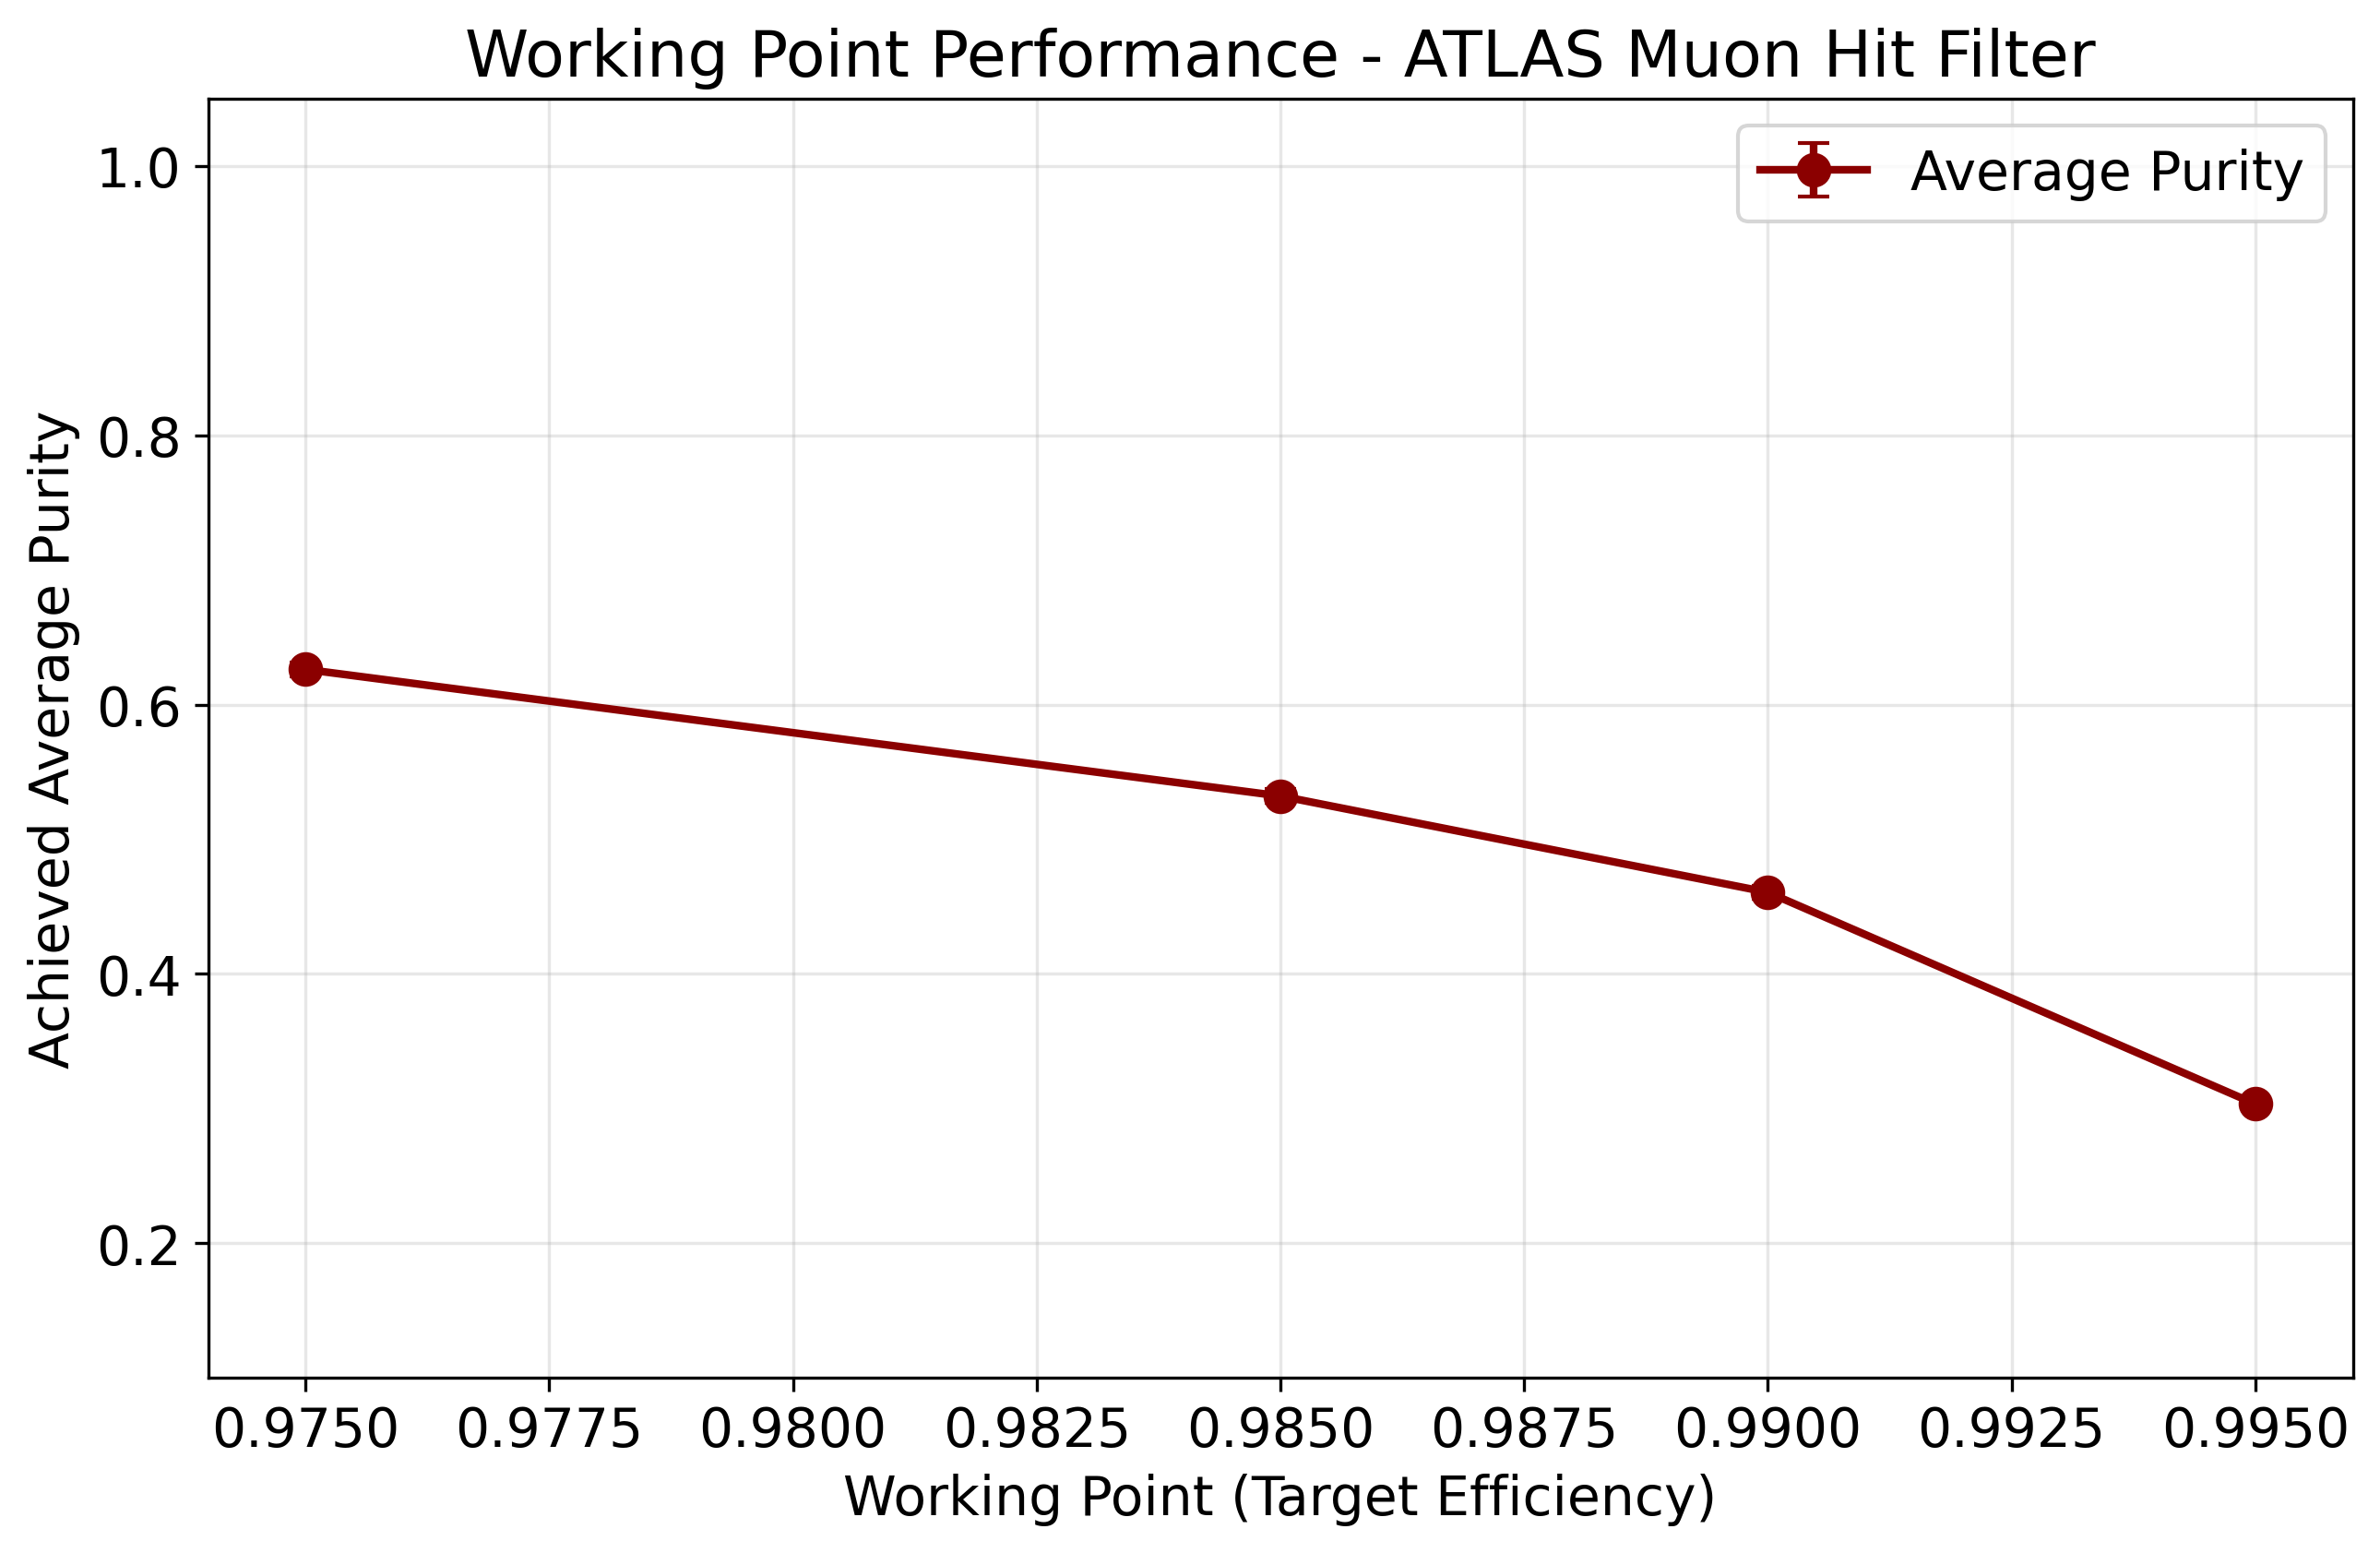 Working Point Performance - ATLAS Muon Hit Filter
Average Purity
Achieved Average Purity
1.0
0.8
0.6
0.4
0.2
0.9750 0.9775 0.9800 0.9825 0.9850 0.9875 0.9900 0.9925 0.9950
Working Point (Target Efficiency)